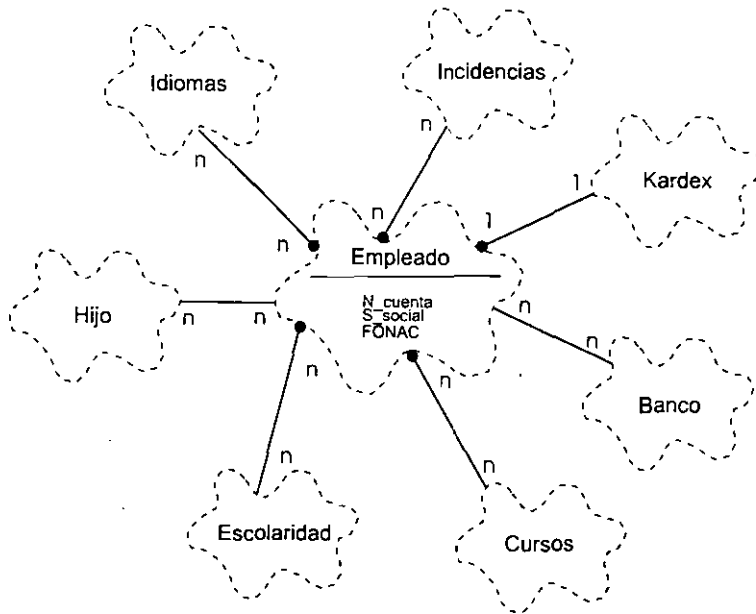 Idiomas
Incidencias
n
n
Kardex
1
n
n
1
Empleado
N_cuenta
S_social
FONAC
Hijo
n
n
n
n
Banco
n
n
n
n
Escolaridad
Cursos